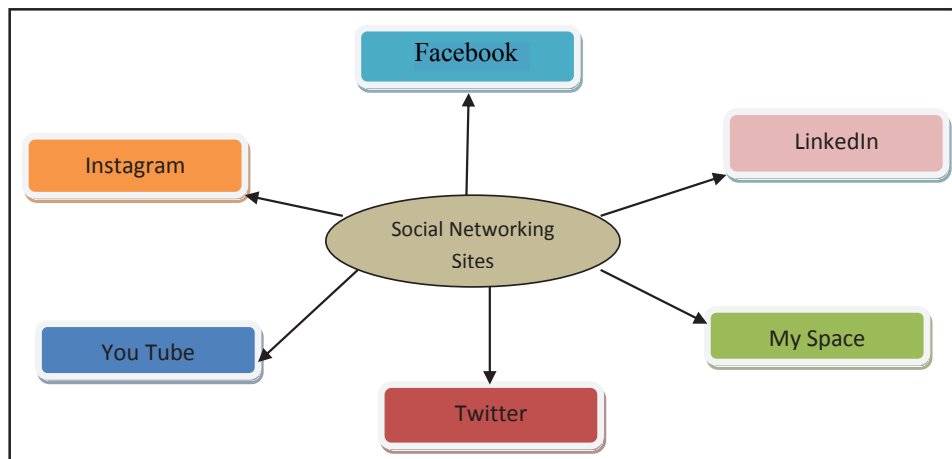 Facebook
LinkedIn
Instagram
Social Networking
Sites
You Tube
My Space
Twitter